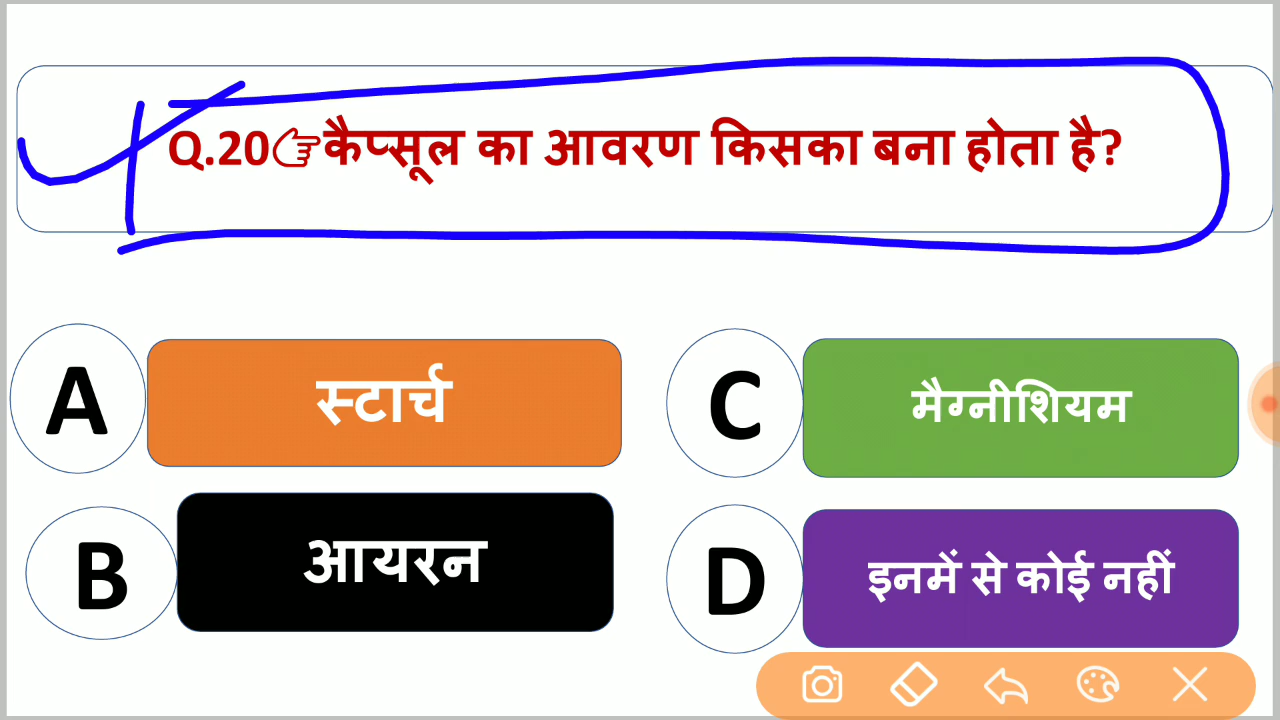 Q.20👉कैप्सूल का आवरण किसका बना होता है?
A
स्टार्च
C
मैग्नीशियम
B
आयरन
D
इनमें से कोई नहीं